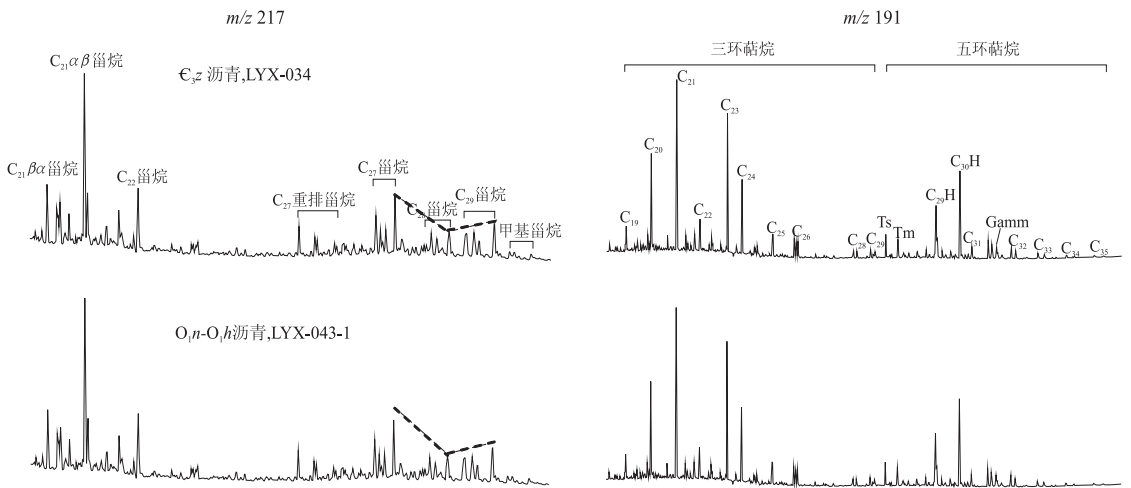 m/z 217
C₂₁αβ甾烷
Є₃z 沥青,LYX-034
C₂₁βα甾烷
C₂₂甾烷
C₂₇重排甾烷
C₂₇甾烷
C₂₈甾烷
C₂₉甾烷
甲基甾烷
O₁n-O₁h沥青,LYX-043-1
m/z 191
三环萜烷
五环萜烷
C₁₉
C₂₀
C₂₁
C₂₂
C₂₃
C₂₄
C₂₅
C₂₆
C₂₈
C₂₉
Ts
Tm
C₂₉H
C₃₀H
C₃₁
Gamm
C₃₂
C₃₃
C₃₄
C₃₅